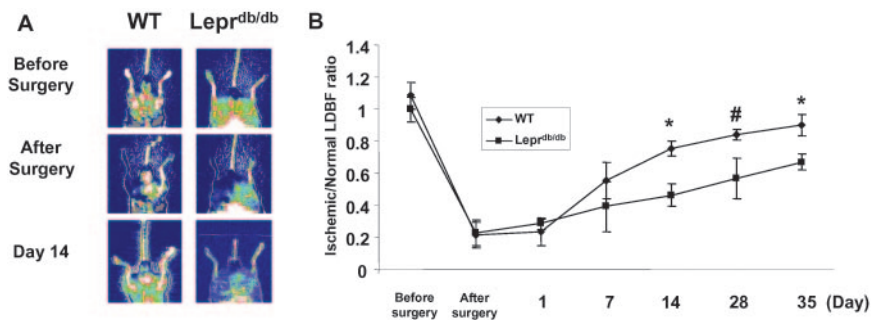 A
WT
Lepr^db/db
Before
Surgery
After
Surgery
Day 14
B
Ischemic/Normal LDBF ratio
1.4
1.2
1
0.8
0.6
0.4
0.2
0
WT
Lepr^db/db
*
#
*
Before
surgery
After
surgery
1
7
14
28
35
(Day)